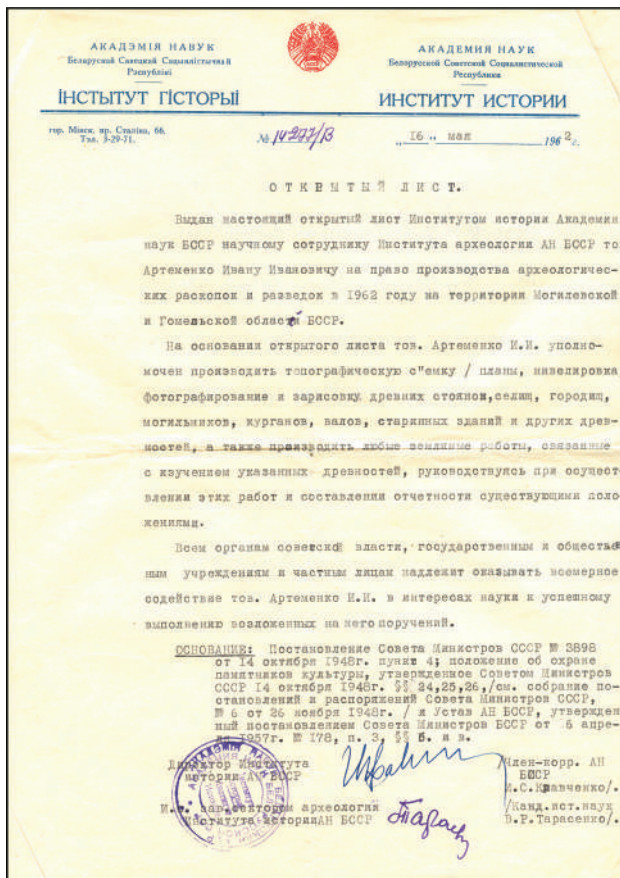 АКАДЭМІЯ НАВУК
Беларускай Савецкай Сацыялістычнай
Рэспублікі
ІНСТЫТУТ ГІСТОРЫІ
АКАДЕМИЯ НАУК
Белорусской Советской Социалистической
Республики
ИНСТИТУТ ИСТОРИИ
гор. Мінск, пр. Сталіна, 66,
Тэл. 3-29-71.
№ 14277/В
„16„ мая 1962 г.
ОТКРЫТЫЙ ЛИСТ.
Выдан настоящий открытый лист Институтом истории Академии
наук БССР научному сотруднику Института археологии АН БССР то
Артеменко Ивану Ивановичу на право производства археологичес-
ких раскопок и разведок в 1962 году на территории Могилевской
и Гомельской области БССР.
На основании открытого листа тов. Артеменко И.И. уполно-
мочен производить топографическую с"емку / планы, нивелировка
фотографирование и зарисовку древних стоянок,селищ, городищ,
могильников, курганов, валов, старинных зданий и других древ-
ностей, а также производить любые земляные работы, связанные
с изучением указанных древностей, руководствуясь при осущест
влении этих работ и составлении отчетности существующими поло
жениями.
Всем органам советской власти, государственным и обществен
ным учреждениям и частным лицам надлежит оказывать всемерное
содействие тов. Артеменко И.И. в интересах науки к успешному
выполнению возложенных на него поручений.
ОСНОВАНИЕ: Постановление Совета Министров СССР № 3898
от 14 октября 1948г. пункт 4; положение об охране
памятников культуры, утвержденное Советом Министров
СССР 14 октября 1948г. §§ 24,25,26,/см. собрание по-
становлений и распоряжений Совета Министров СССР,
№ 6 от 26 ноября 1948г. / и Устав АН БССР, утвержден
ный постановлением Совета Министров БССР от 6 апре-
ля 1957г. № 178, п. 3, §§ б. и в.
Директор Института
истории АН БССР
/Член-корр. АН
БССР
И.С.Кравченко/.
И.о. зав.сектором археологии
Института историиАН БССР
/Канд.ист.наук
В.Р.Тарасенко/.